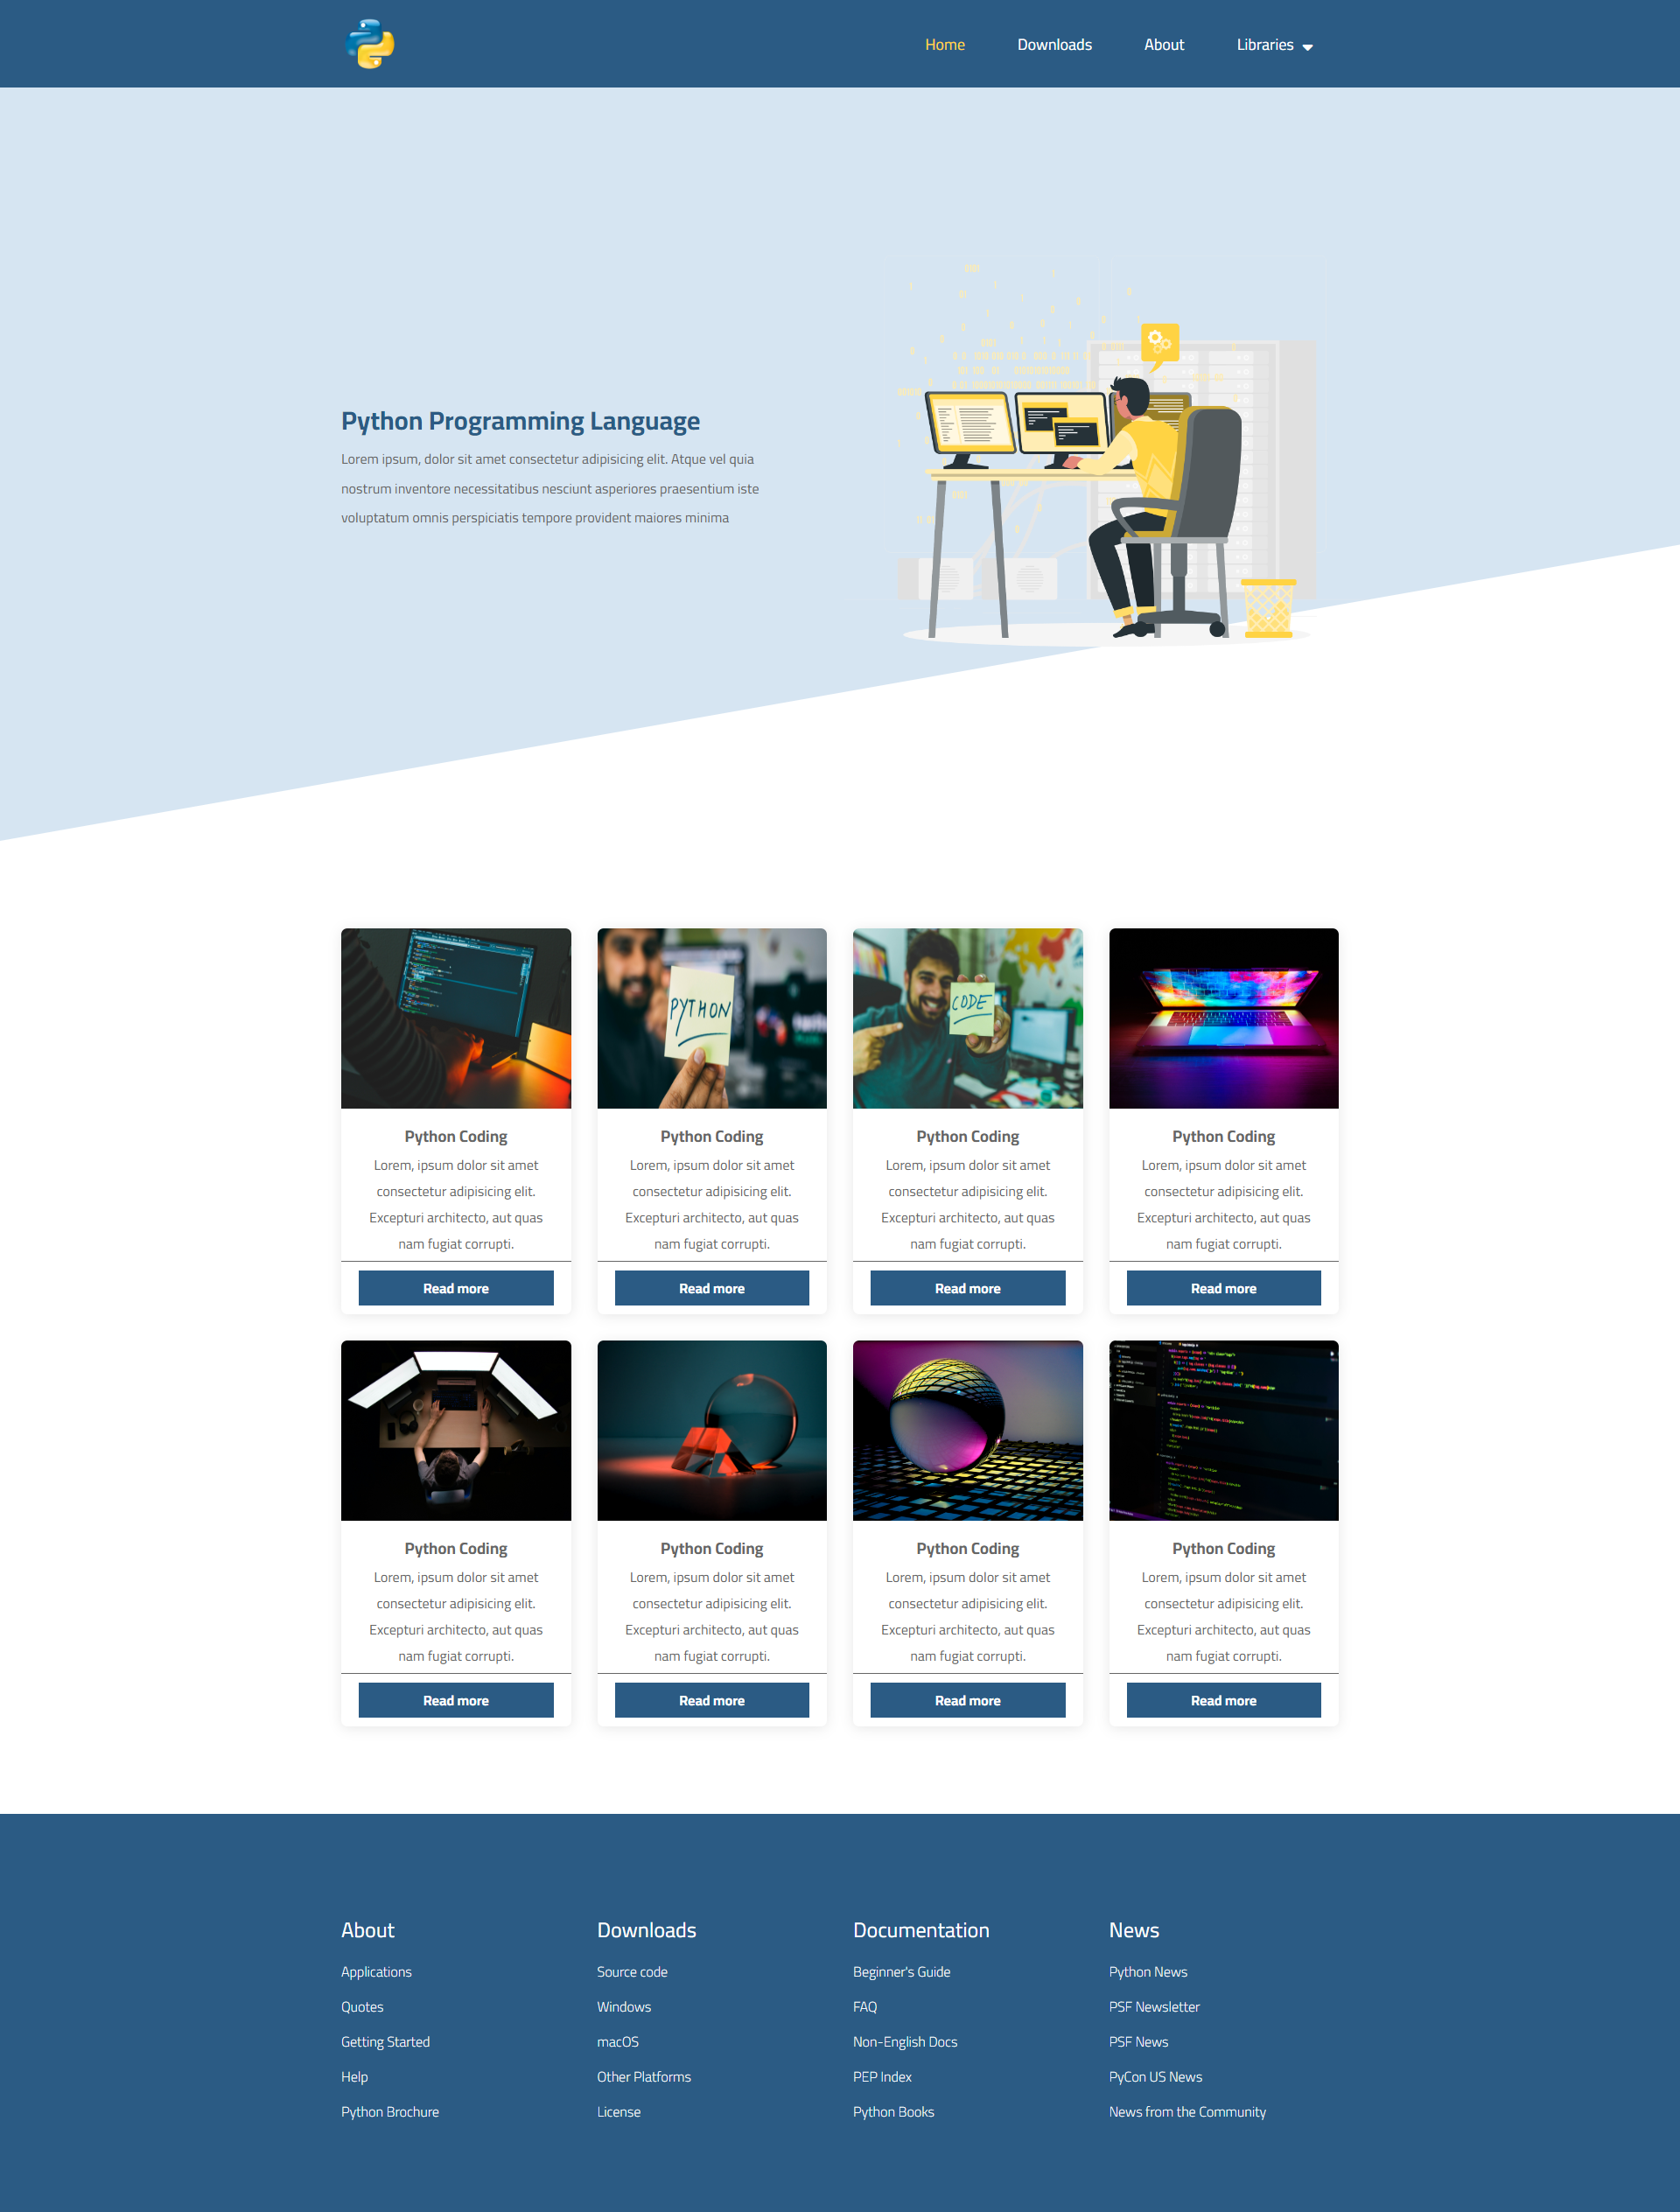 Home Downloads About Libraries
Python Programming Language
Lorem ipsum, dolor sit amet consectetur adipisicing elit. Atque vel quia
nostrum inventore necessitatibus nesciunt asperiores praesentium iste
voluptatum omnis perspiciatis tempore provident maiores minima
PYTHON
CODE
Python Coding
Lorem, ipsum dolor sit amet
consectetur adipisicing elit.
Excepturi architecto, aut quas
nam fugiat corrupti.
Read more
Python Coding
Lorem, ipsum dolor sit amet
consectetur adipisicing elit.
Excepturi architecto, aut quas
nam fugiat corrupti.
Read more
Python Coding
Lorem, ipsum dolor sit amet
consectetur adipisicing elit.
Excepturi architecto, aut quas
nam fugiat corrupti.
Read more
Python Coding
Lorem, ipsum dolor sit amet
consectetur adipisicing elit.
Excepturi architecto, aut quas
nam fugiat corrupti.
Read more
Python Coding
Lorem, ipsum dolor sit amet
consectetur adipisicing elit.
Excepturi architecto, aut quas
nam fugiat corrupti.
Read more
Python Coding
Lorem, ipsum dolor sit amet
consectetur adipisicing elit.
Excepturi architecto, aut quas
nam fugiat corrupti.
Read more
Python Coding
Lorem, ipsum dolor sit amet
consectetur adipisicing elit.
Excepturi architecto, aut quas
nam fugiat corrupti.
Read more
Python Coding
Lorem, ipsum dolor sit amet
consectetur adipisicing elit.
Excepturi architecto, aut quas
nam fugiat corrupti.
Read more
About
Applications
Quotes
Getting Started
Help
Python Brochure
Downloads
Source code
Windows
macOS
Other Platforms
License
Documentation
Beginner's Guide
FAQ
Non-English Docs
PEP Index
Python Books
News
Python News
PSF Newsletter
PSF News
PyCon US News
News from the Community